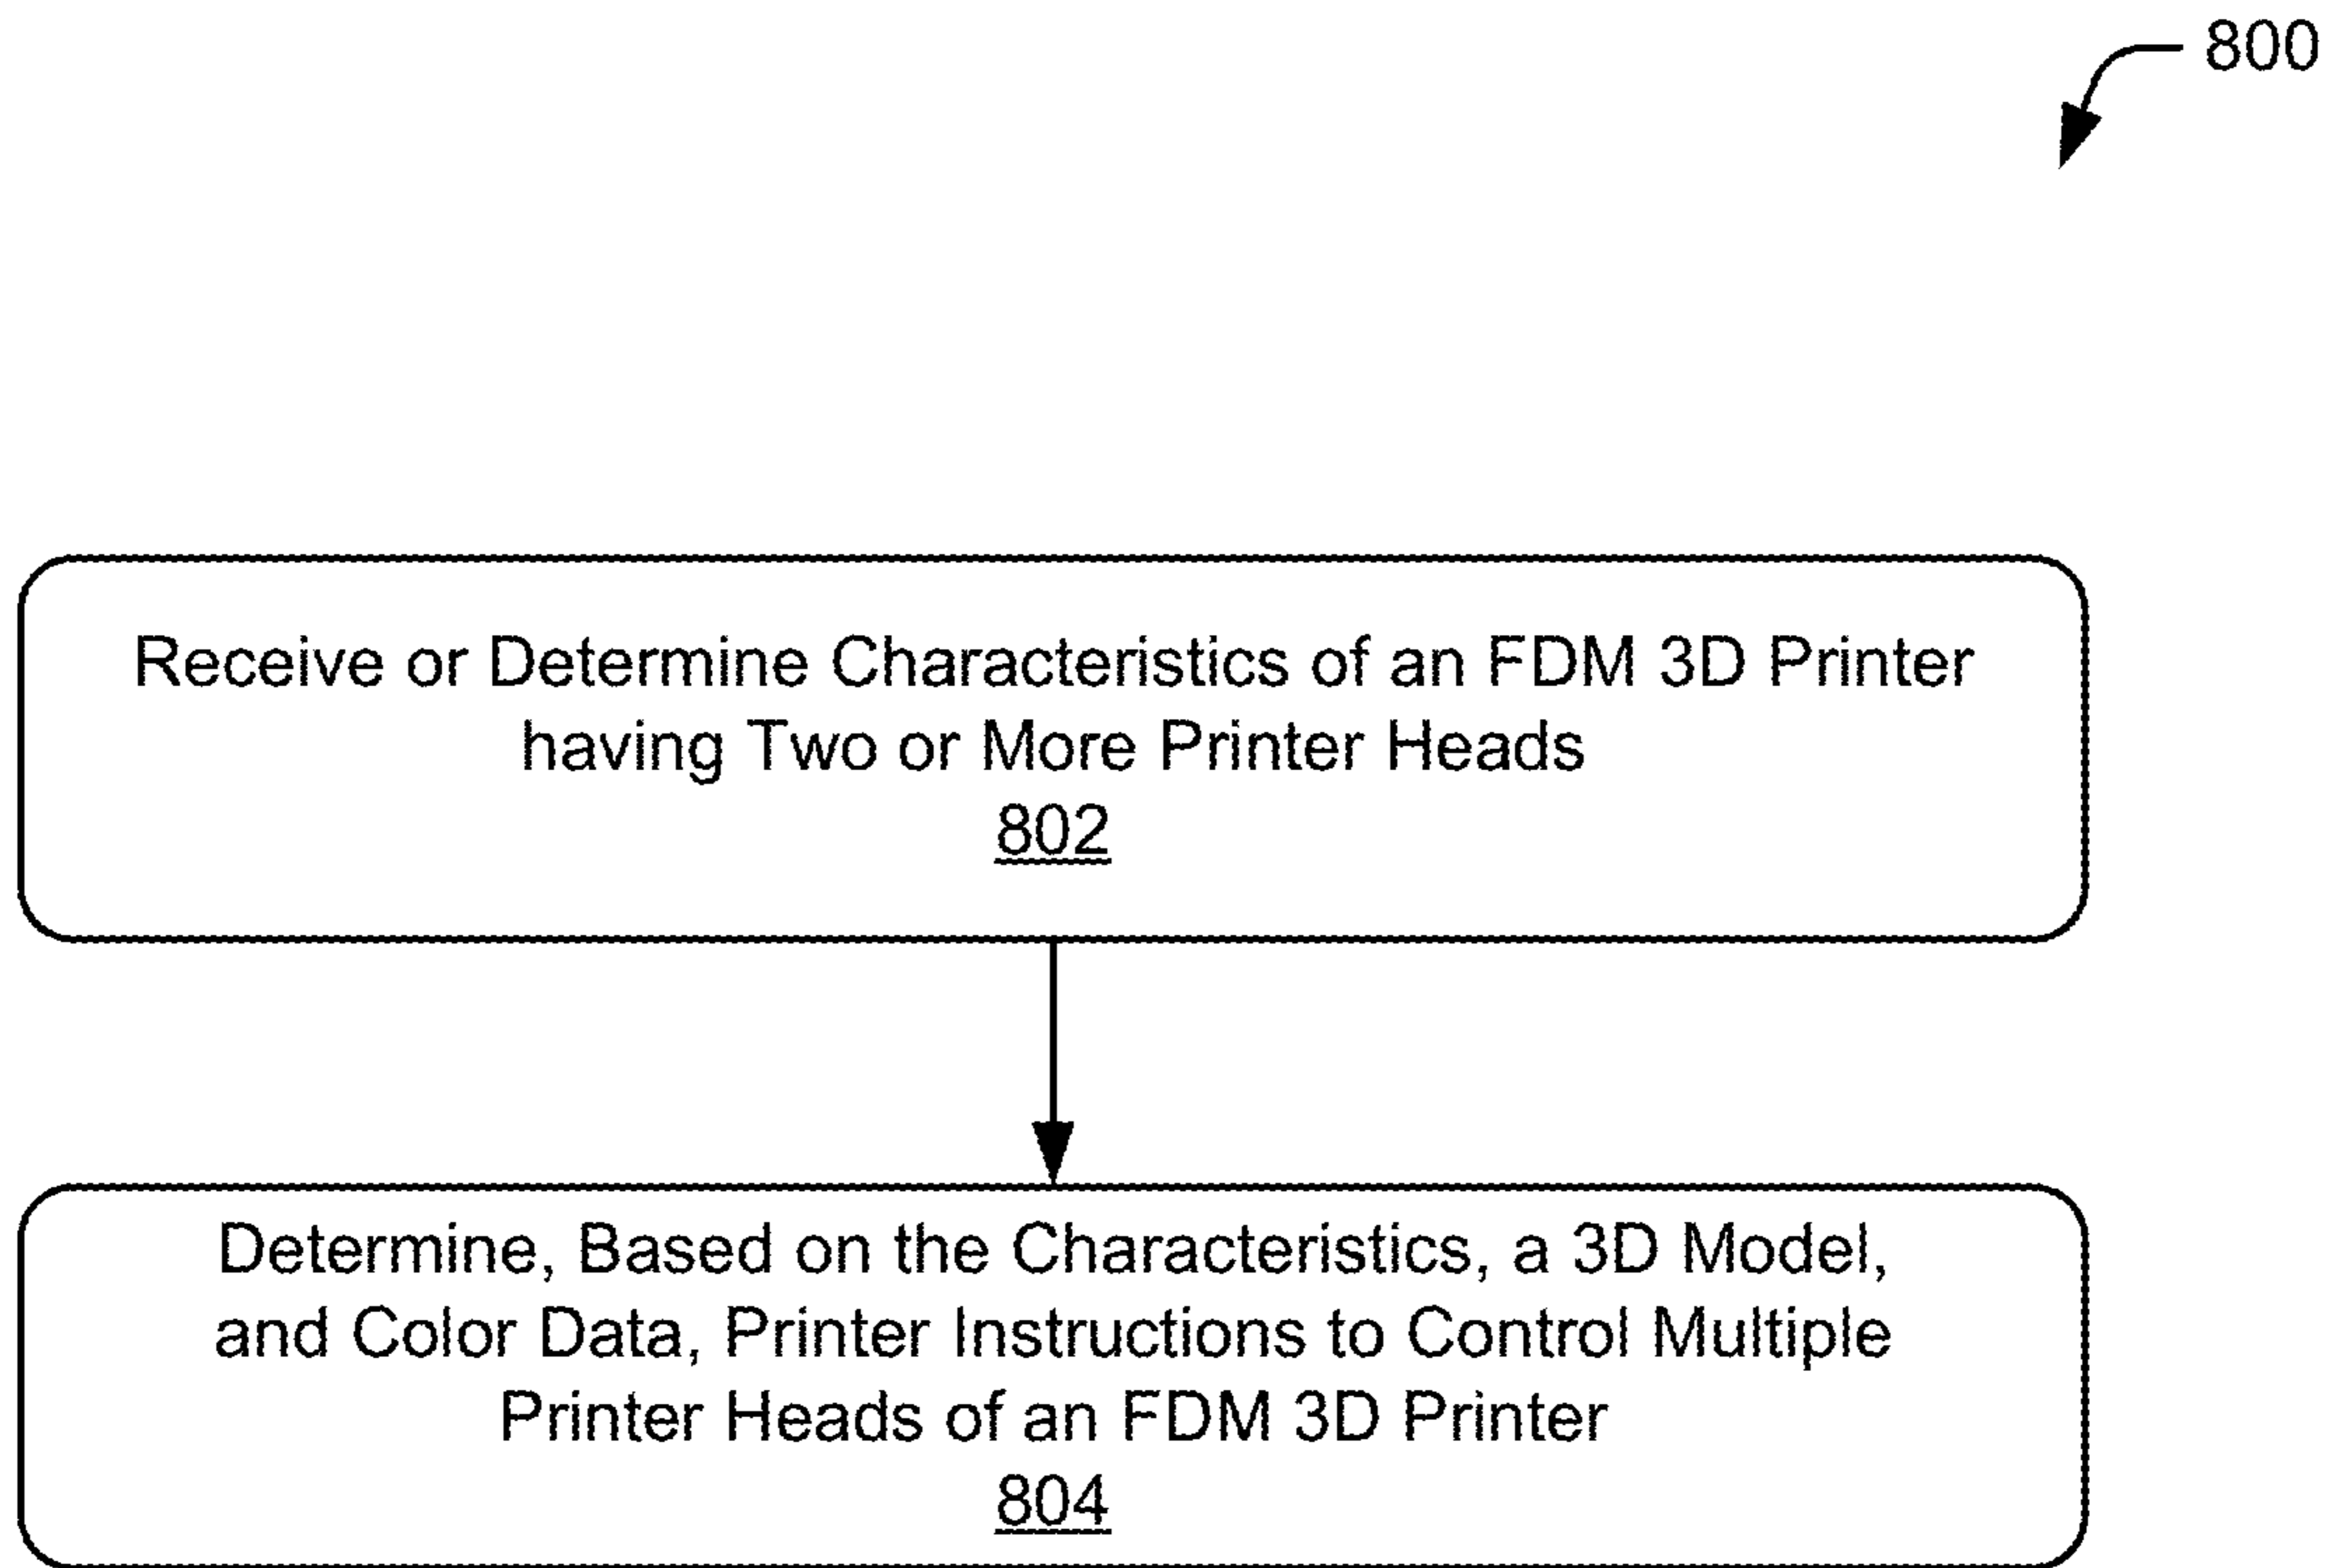 800
Receive or Determine Characteristics of an FDM 3D Printer
having Two or More Printer Heads
802
Determine, Based on the Characteristics, a 3D Model,
and Color Data, Printer Instructions to Control Multiple
Printer Heads of an FDM 3D Printer
804